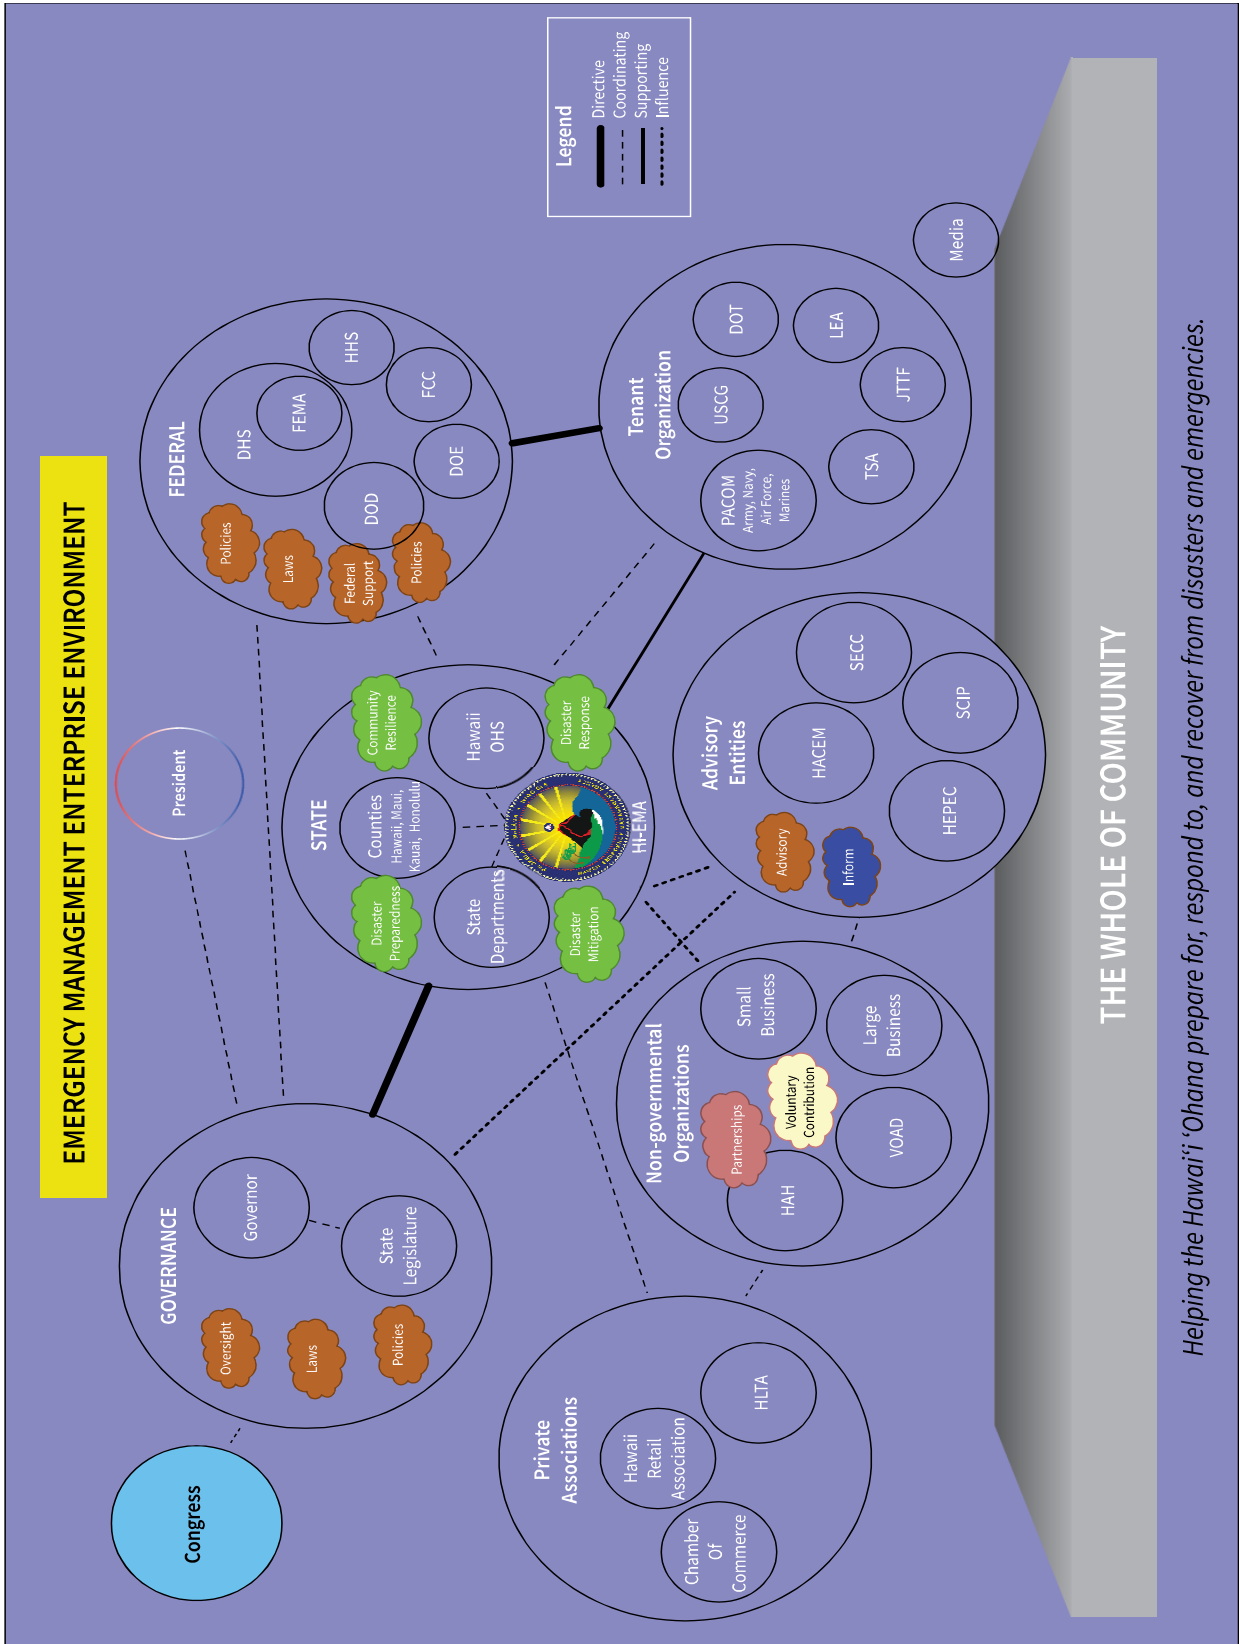 EMERGENCY MANAGEMENT ENTERPRISE ENVIRONMENT
Congress
GOVERNANCE
Oversight
Laws
Policies
Governor
State
Legislature
President
FEDERAL
Policies
Laws
Federal
Support
Policies
DHS
FEMA
HHS
DOD
FCC
DOE
STATE
Disaster
Preparedness
Counties
Hawaii, Maui,
Kauai, Honolulu
Community
Resilience
State
Departments
Hawaii
OHS
Disaster
Mitigation
Disaster
Response
HI-EMA
Legend
Directive
Coordinating
Supporting
Influence
Private
Associations
Hawaii
Retail
Association
Chamber
Of
Commerce
HLTA
Non-governmental
Organizations
Partnerships
Small
Business
Voluntary
Contribution
HAH
Large
Business
VOAD
Advisory
Entities
Advisory
Inform
HACEM
SECC
HEPEC
SCIP
Tenant
Organization
PACOM
Army, Navy,
Air Force,
Marines
USCG
DOT
TSA
LEA
JTTF
Media
THE WHOLE OF COMMUNITY
Helping the Hawai‘i ‘Ohana prepare for, respond to, and recover from disasters and emergencies.